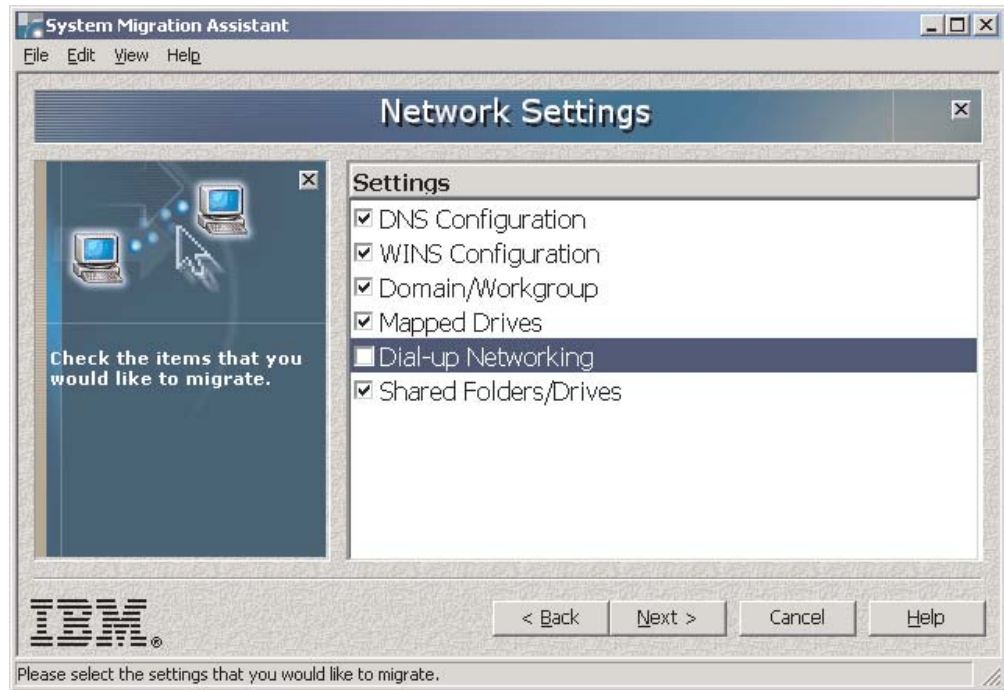 System Migration Assistant
File Edit View Help
Network Settings
Check the items that you
would like to migrate.
Settings
DNS Configuration
WINS Configuration
Domain/Workgroup
Mapped Drives
Dial-up Networking
Shared Folders/Drives
IBM®
< Back Next > Cancel Help
Please select the settings that you would like to migrate.